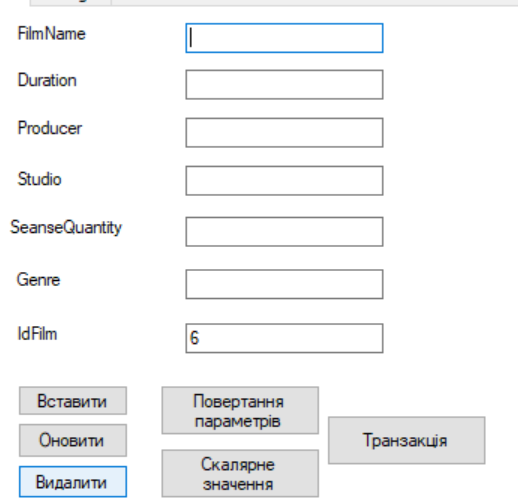 FilmName
Duration
Producer
Studio
SeanseQuantity
Genre
IdFilm
6
Вставити
Оновити
Видалити
Повертання
параметрів
Скалярне
значення
Транзакція